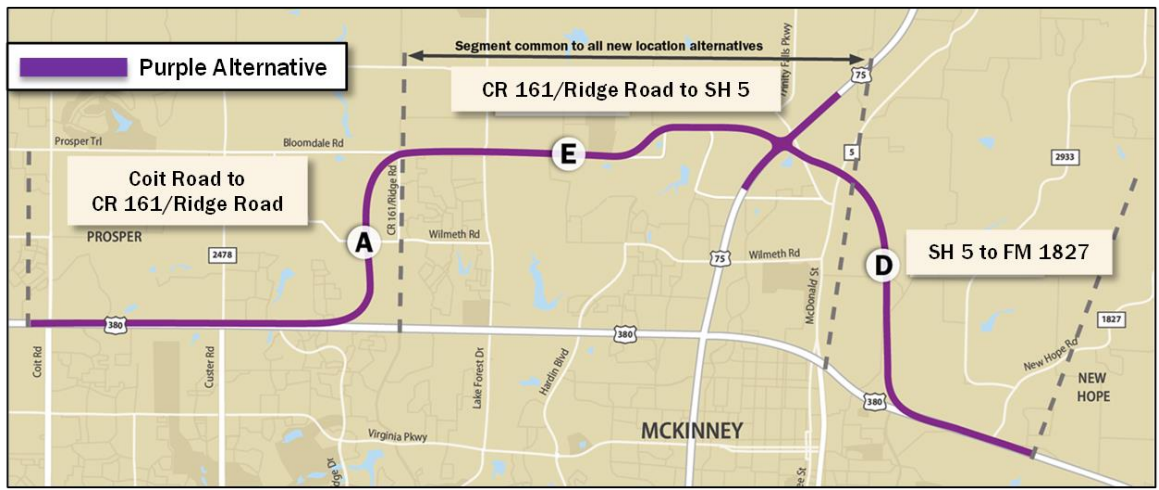 Segment common to all new location alternatives
Purple Alternative
CR 161/Ridge Road to SH 5
75
Prosper Trl
Bloomdale Rd
E
5
2933
Coit Road to
CR 161/Ridge Road
CR 161/Ridge Rd
PROSPER
A
Wilmeth Rd
2478
75
Wilmeth Rd
D
SH 5 to FM 1827
McDonald St
380
380
1827
Coit Rd
Custer Rd
Lake Forest Dr
Hardin Blvd
New Hope Rd
NEW
HOPE
380
MCKINNEY
Virginia Pkwy